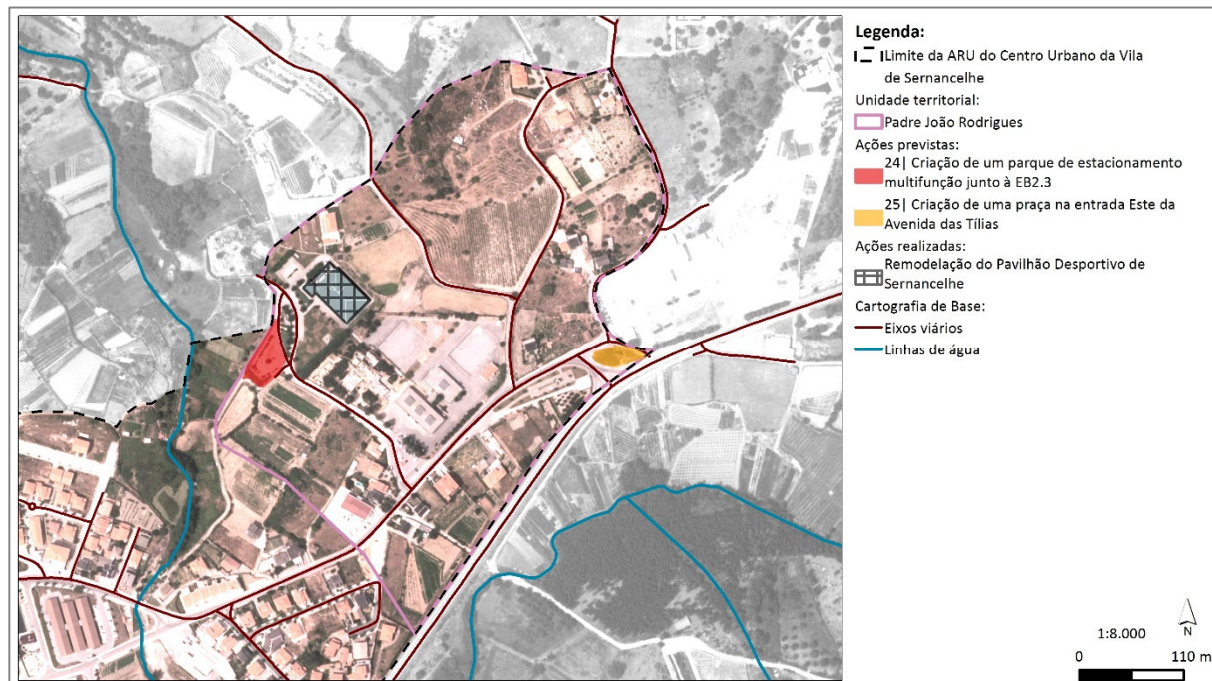 Legenda:
Limite da ARU do Centro Urbano da Vila
de Sernancelhe
Unidade territorial:
Padre João Rodrigues
Ações previstas:
24| Criação de um parque de estacionamento
multifunção junto à EB2.3
25| Criação de uma praça na entrada Este da
Avenida das Tílias
Ações realizadas:
Remodelação do Pavilhão Desportivo de
Sernancelhe
Cartografia de Base:
Eixos viários
Linhas de água
1:8.000
N
0 110 m